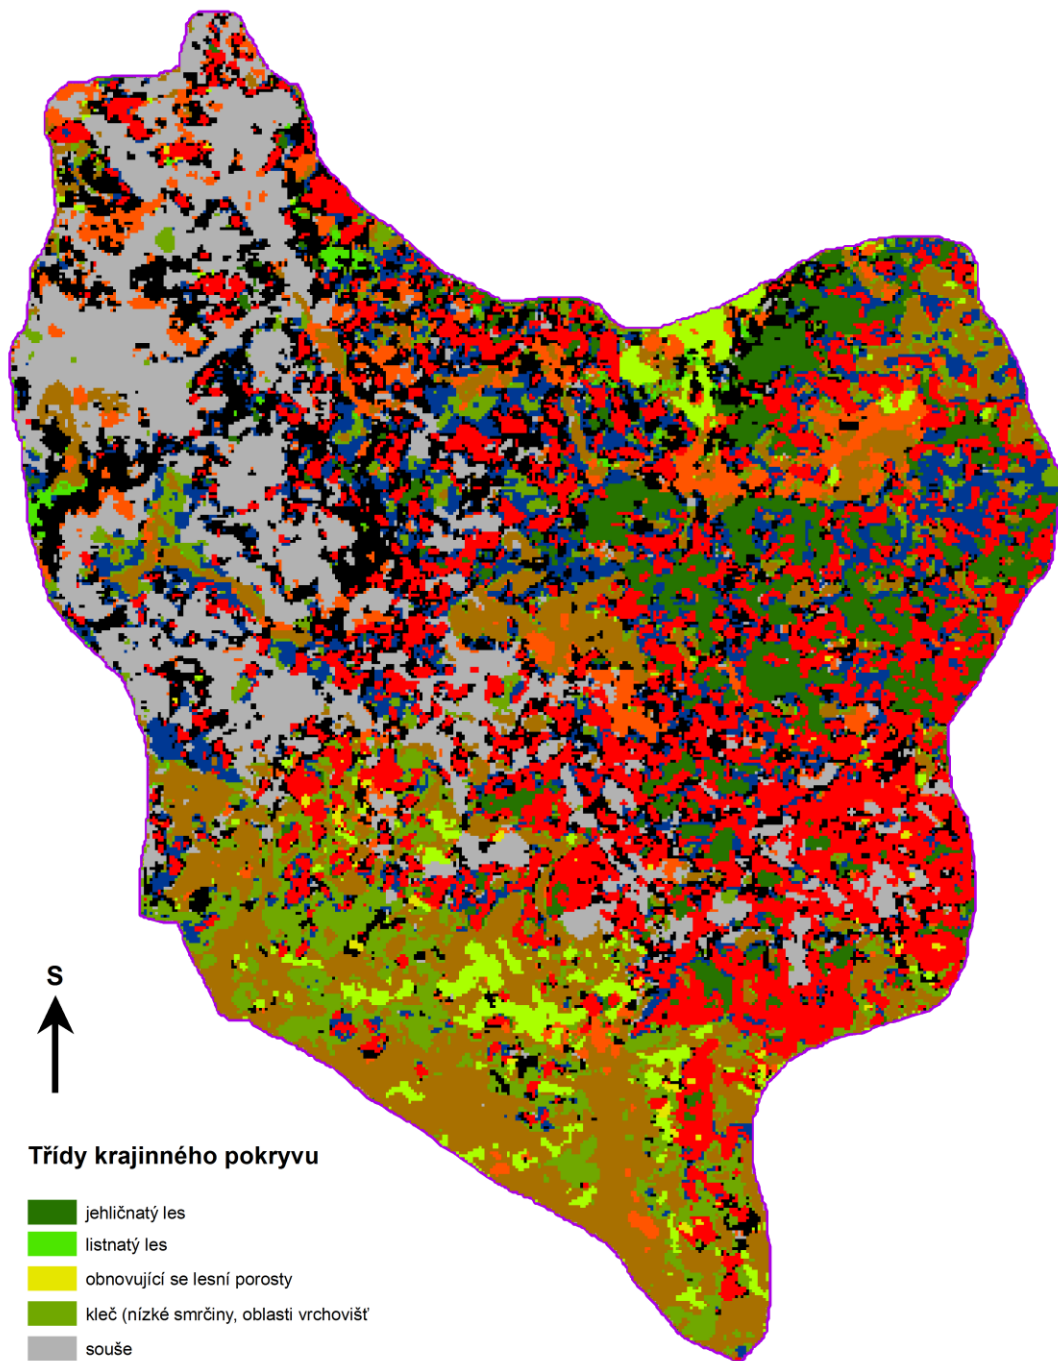 S
Třídy krajinného pokryvu
jehličnatý les
listnatý les
obnovující se lesní porosty
kleč (nízké smrčiny, oblasti vrchovišť
souše